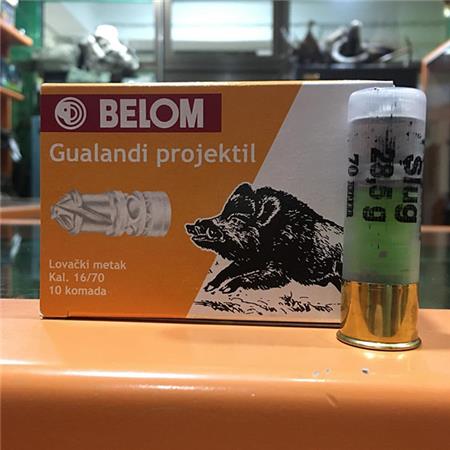 BELOM
Gualandi projektil
Lovački metak
Kal. 16/70
10 komada
Slug
28,5 g
70 mm